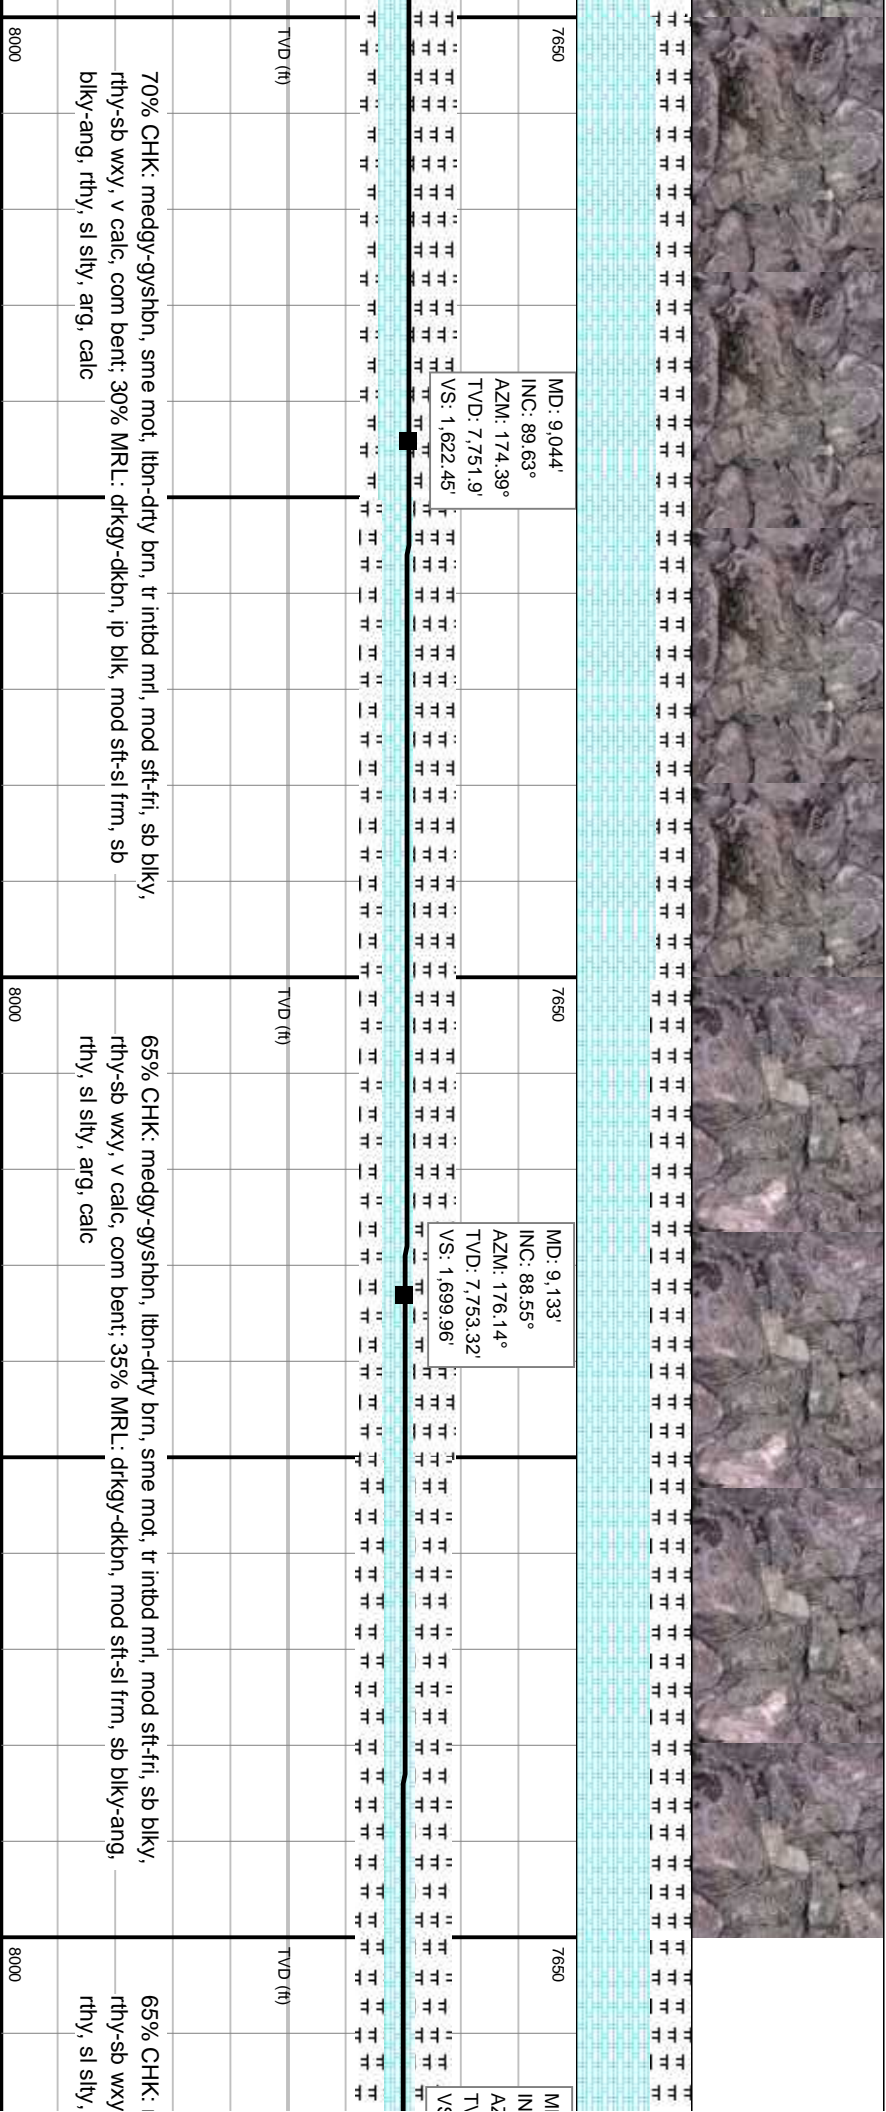 7650
TVD (ft)
8000
MD: 9,044'
INC: 89.63°
AZM: 174.39°
TVD: 7,751.9'
VS: 1,622.45'
70% CHK: medgy-gyshbn, sme mot, ltbn-drty brn, tr intbd mrl, mod sft-fri, sb blky,
rthy-sb wxy, v calc, com bent; 30% MRL: drkgy-dkbn, ip blk, mod sft-sl frm, sb
blky-ang, rthy, sl slty, arg, calc
7650
TVD (ft)
8000
MD: 9,133'
INC: 88.55°
AZM: 176.14°
TVD: 7,753.32'
VS: 1,699.96'
65% CHK: medgy-gyshbn, ltbn-drty brn, sme mot, tr intbd mrl, mod sft-fri, sb blky,
rthy-sb wxy, v calc, com bent; 35% MRL: drkgy-dkbn, mod sft-sl frm, sb blky-ang,
rthy, sl slty, arg, calc
7650
TVD (ft)
8000
65% CHK:
rthy-sb wxy
rthy, sl slty,